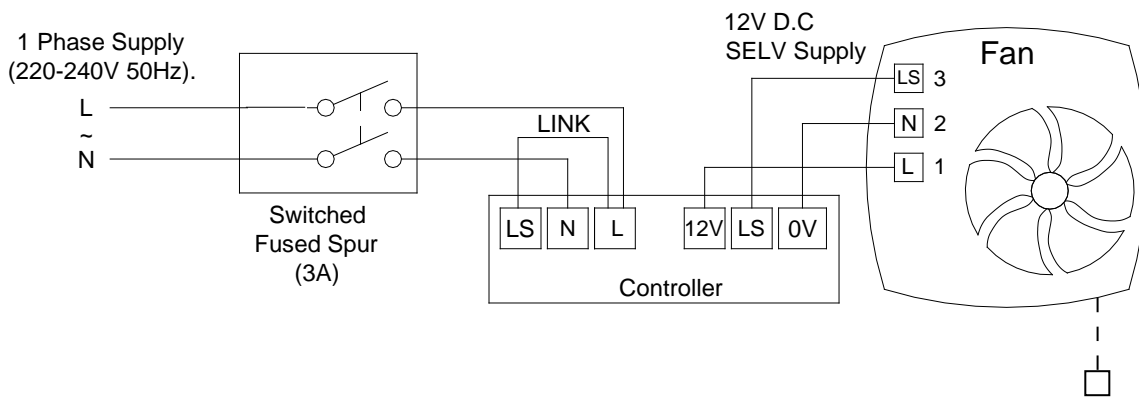 1 Phase Supply
(220-240V 50Hz).
L
~
N
Switched
Fused Spur
(3A)
LINK
LS N L 12V LS 0V
Controller
12V D.C
SELV Supply
Fan
LS 3
N 2
L 1